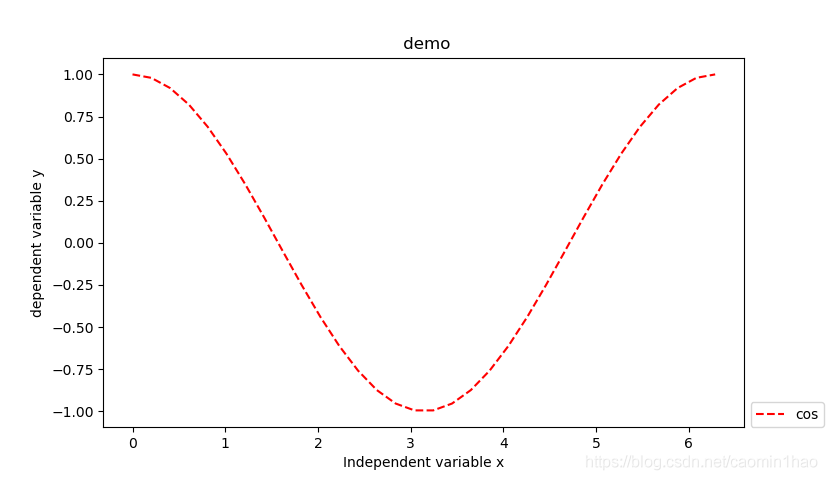 demo
1.00
0.75
0.50
0.25
0.00
−0.25
−0.50
−0.75
−1.00
dependent variable y
0 1 2 3 4 5 6
Independent variable x
cos
https://blog.csdn.net/caomin1hao